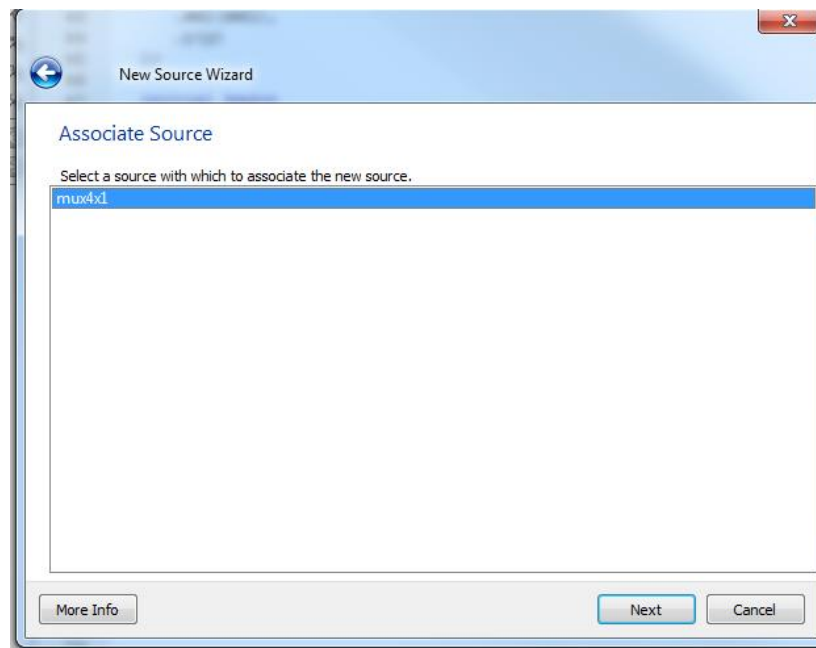 New Source Wizard
Associate Source
Select a source with which to associate the new source.
mux4x1
More Info
Next
Cancel